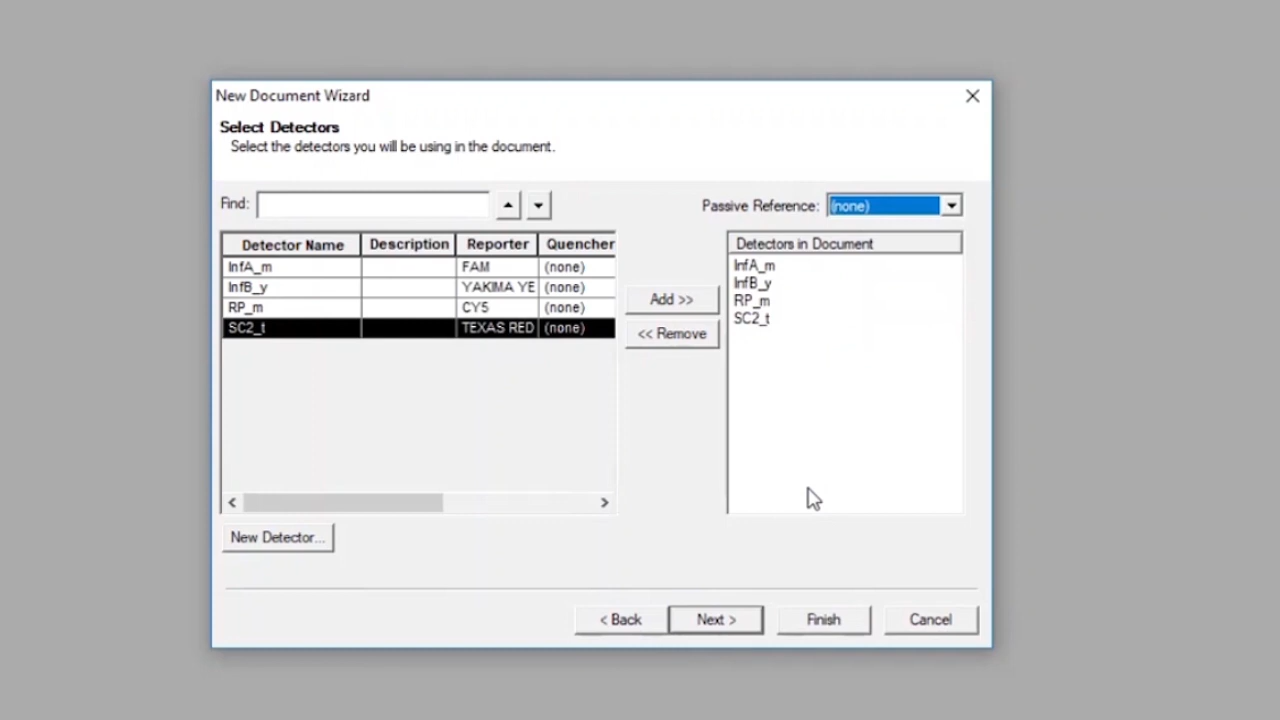 New Document Wizard
Select Detectors
Select the detectors you will be using in the document.
Find:
Passive Reference: (none)
Detector Name Description Reporter Quencher
InfA_m FAM (none)
InfB_y YAKIMA YE (none)
RP_m CY5 (none)
SC2_t TEXAS RED (none)
Add >>
<< Remove
Detectors in Document
InfA_m
InfB_y
RP_m
SC2_t
New Detector...
< Back Next > Finish Cancel